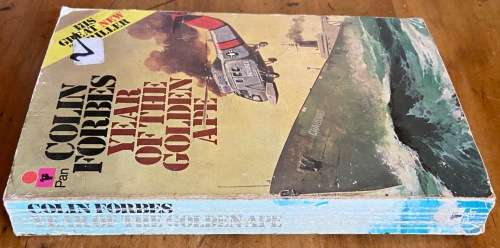 HIS
GREAT NEW
THRILLER
2
COLIN
FORBES
YEAR
OF THE
GOLDEN
APE
Pan
COLIN FORBES
YEAR OF THE GOLDEN APE